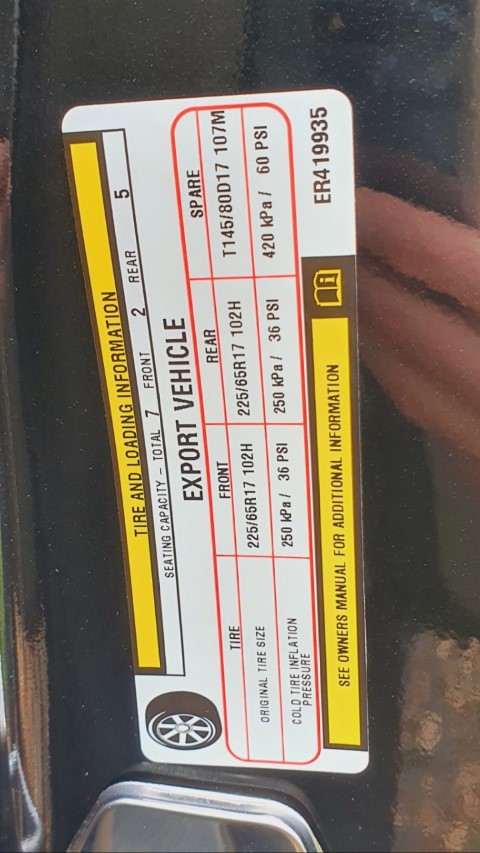 TIRE AND LOADING INFORMATION
SEATING CAPACITY – TOTAL 7 FRONT 2 REAR 5
EXPORT VEHICLE
TIRE FRONT REAR SPARE
ORIGINAL TIRE SIZE 225/65R17 102H 225/65R17 102H T145/80D17 107M
COLD TIRE INFLATION PRESSURE 250 kPa / 36 PSI 250 kPa / 36 PSI 420 kPa / 60 PSI
SEE OWNERS MANUAL FOR ADDITIONAL INFORMATION
ER419935